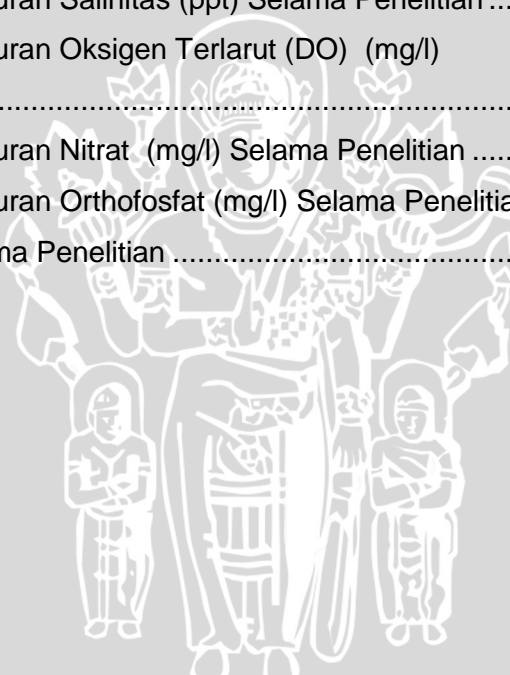 uran Salinitas (ppt) Selama Penelitian ...
uran Oksigen Terlarut (DO) (mg/l)
................................................................
uran Nitrat (mg/l) Selama Penelitian .....
uran Orthofosfat (mg/l) Selama Penelitia
ma Penelitian .........................................